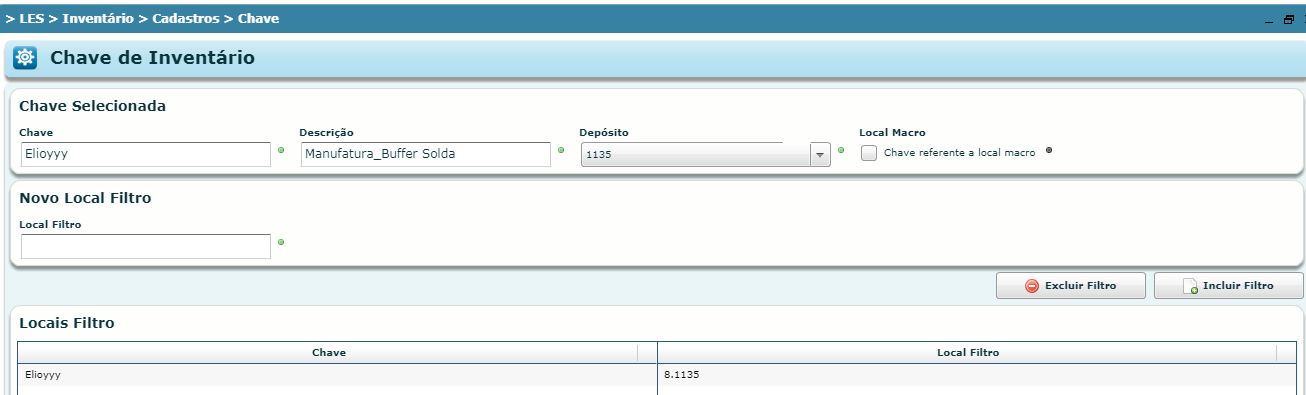 > LES > Inventário > Cadastros > Chave
Chave de Inventário
Chave Selecionada
Chave Descrição Depósito Local Macro
Elioyyy Manufatura_Buffer Solda 1135 Chave referente a local macro
Novo Local Filtro
Local Filtro
Excluir Filtro Incluir Filtro
Locais Filtro
Chave Local Filtro
Elioyyy 8.1135